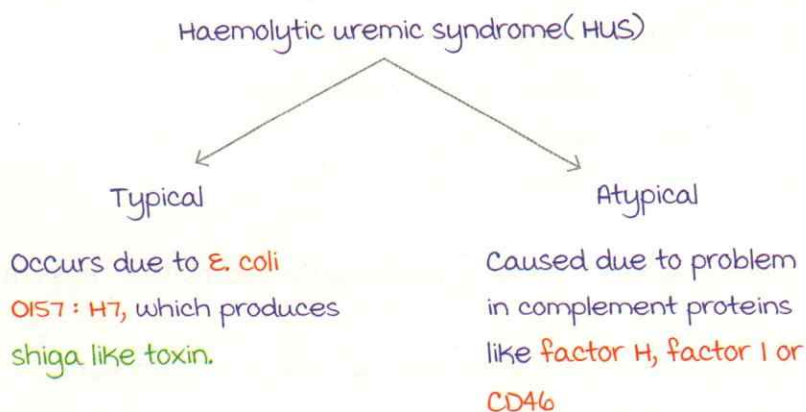 Haemolytic uremic syndrome( HUS)
Typical
Occurs due to E. coli
O157 : H7, which produces
shiga like toxin.
Atypical
Caused due to problem
in complement proteins
like factor H, factor I or
CD46